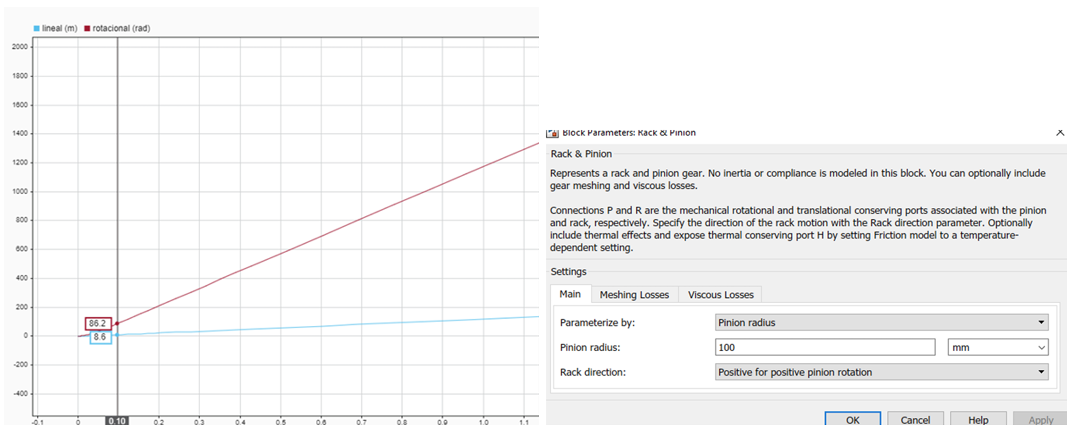 lineal (m) rotacional (rad)
2000
1800
1600
1400
1200
1000
800
600
400
200
0
-200
-400
86.2
8.6
-0.1 0 0.10 0.2 0.3 0.4 0.5 0.6 0.7 0.8 0.9 1.0 1.1
Block Parameters: Rack & Pinion
Rack & Pinion
Represents a rack and pinion gear. No inertia or compliance is modeled in this block. You can optionally include
gear meshing and viscous losses.
Connections P and R are the mechanical rotational and translational conserving ports associated with the pinion
and rack, respectively. Specify the direction of the rack motion with the Rack direction parameter. Optionally
include thermal effects and expose thermal conserving port H by setting Friction model to a temperature-
dependent setting.
Settings
Main Meshing Losses Viscous Losses
Parameterize by: Pinion radius
Pinion radius: 100 mm
Rack direction: Positive for positive pinion rotation
OK Cancel Help Apply